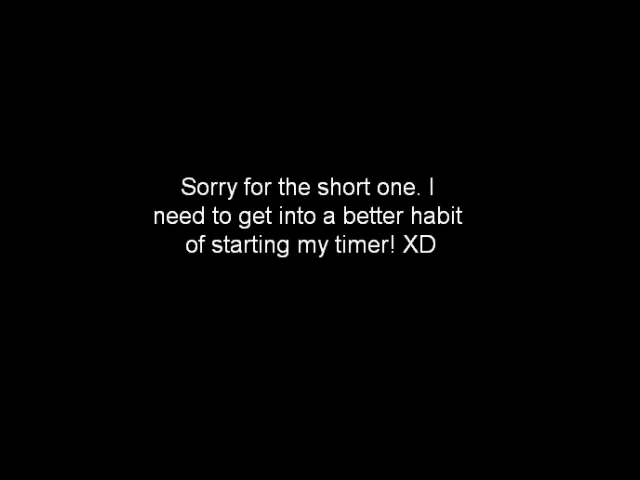 Sorry for the short one. I
need to get into a better habit
of starting my timer! XD